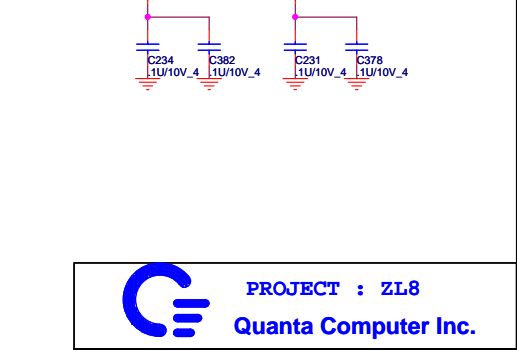 C234 C382 C231 C378
.1U/10V_4 .1U/10V_4 .1U/10V_4 .1U/10V_4
PROJECT : ZL8
Quanta Computer Inc.